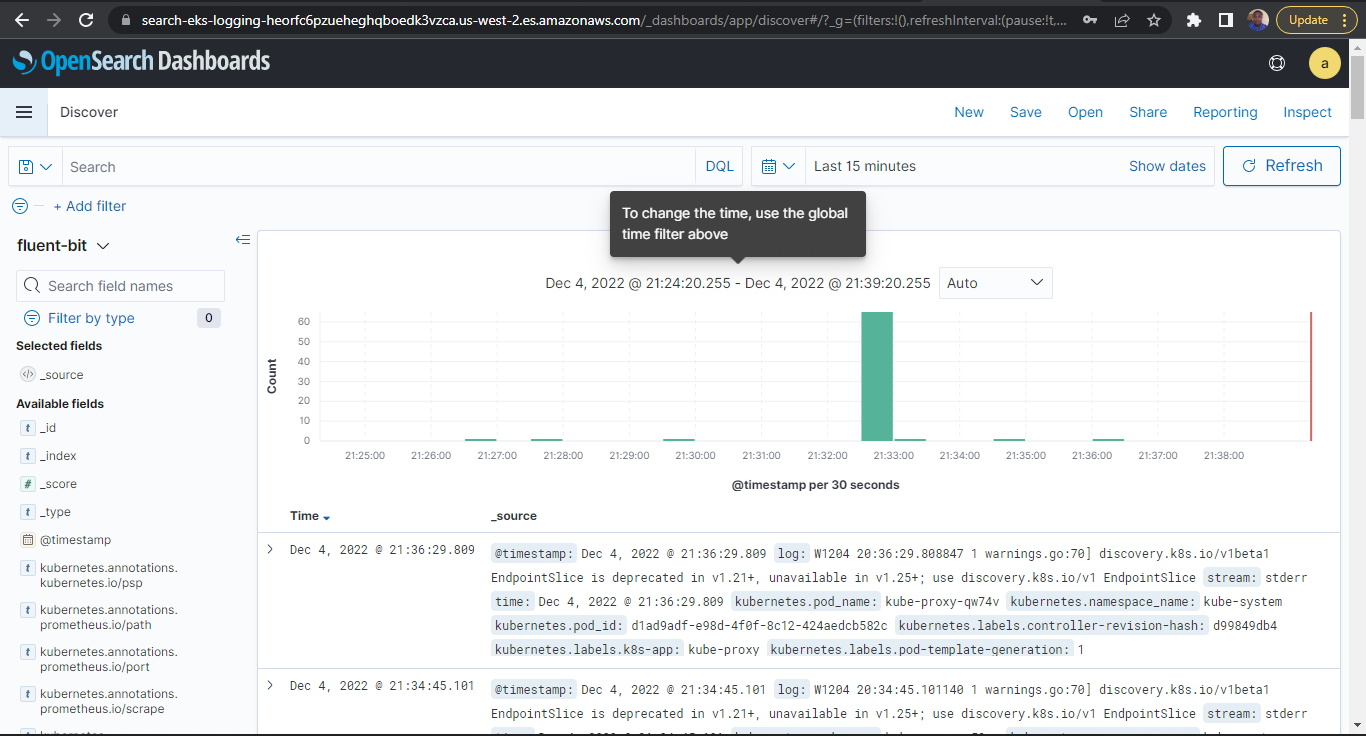 search-eks-logging-heorfc6pzueheghqboedk3vzca.us-west-2.es.amazonaws.com/_dashboards/app/discover#/?_g=(filters:!(),refreshInterval:(pause:!t,...
Update
OpenSearch Dashboards
a
Discover
New Save Open Share Reporting Inspect
Search
DQL
Last 15 minutes
Show dates
Refresh
+ Add filter
To change the time, use the global
time filter above
fluent-bit
Search field names
Filter by type 0
Selected fields
_source
Available fields
t _id
t _index
# _score
t _type
@timestamp
t kubernetes.annotations.
kubernetes.io/psp
t kubernetes.annotations.
prometheus.io/path
t kubernetes.annotations.
prometheus.io/port
t kubernetes.annotations.
prometheus.io/scrape
Dec 4, 2022 @ 21:24:20.255 - Dec 4, 2022 @ 21:39:20.255
Auto
Count
60
50
40
30
20
10
0
21:25:00 21:26:00 21:27:00 21:28:00 21:29:00 21:30:00 21:31:00 21:32:00 21:33:00 21:34:00 21:35:00 21:36:00 21:37:00 21:38:00
@timestamp per 30 seconds
Time _source
Dec 4, 2022 @ 21:36:29.809
@timestamp: Dec 4, 2022 @ 21:36:29.809 log: W1204 20:36:29.808847 1 warnings.go:70] discovery.k8s.io/v1beta1
EndpointSlice is deprecated in v1.21+, unavailable in v1.25+; use discovery.k8s.io/v1 EndpointSlice stream: stderr
time: Dec 4, 2022 @ 21:36:29.809 kubernetes.pod_name: kube-proxy-qw74v kubernetes.namespace_name: kube-system
kubernetes.pod_id: d1ad9adf-e98d-4f0f-8c12-424aedcb582c kubernetes.labels.controller-revision-hash: d99849db4
kubernetes.labels.k8s-app: kube-proxy kubernetes.labels.pod-template-generation: 1
Dec 4, 2022 @ 21:34:45.101
@timestamp: Dec 4, 2022 @ 21:34:45.101 log: W1204 20:34:45.101140 1 warnings.go:70] discovery.k8s.io/v1beta1
EndpointSlice is deprecated in v1.21+, unavailable in v1.25+; use discovery.k8s.io/v1 EndpointSlice stream: stderr